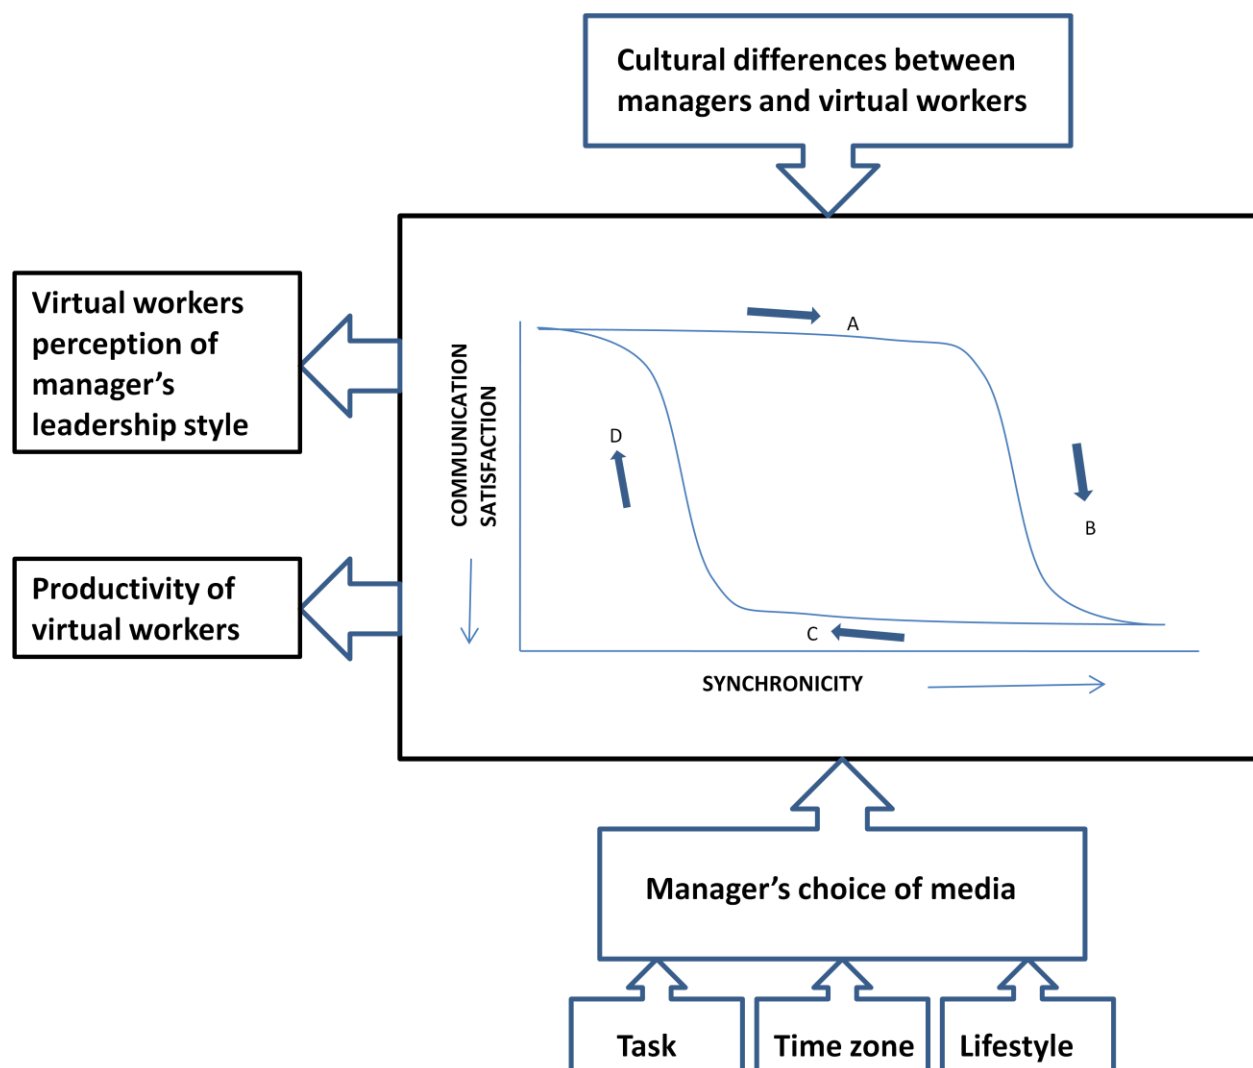 Cultural differences between
managers and virtual workers
Virtual workers
perception of
manager’s
leadership style
Productivity of
virtual workers
COMMUNICATION
SATISFACTION
A
B
C
D
SYNCHRONICITY
Manager’s choice of media
Task
Time zone
Lifestyle